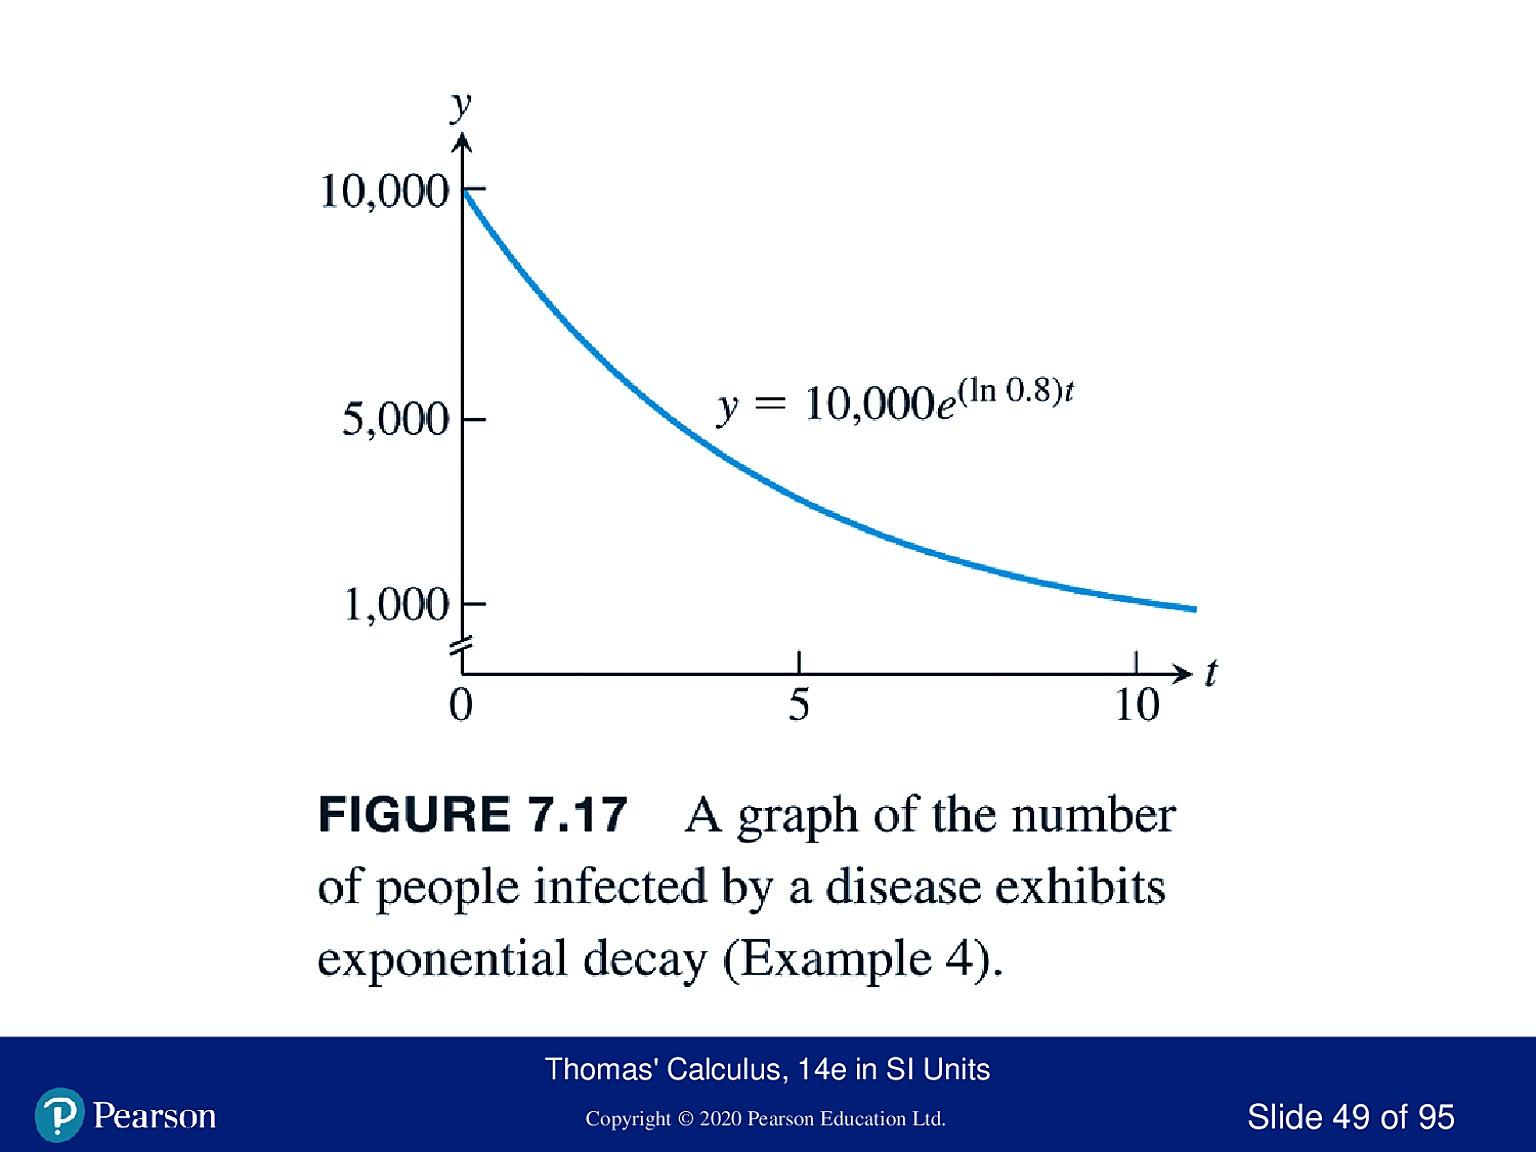 y
10,000
5,000
y = 10,000e^(ln 0.8)t
1,000
0 5 10 t
FIGURE 7.17 A graph of the number
of people infected by a disease exhibits
exponential decay (Example 4).
Thomas' Calculus, 14e in SI Units
Pearson
Copyright © 2020 Pearson Education Ltd.
Slide 49 of 95